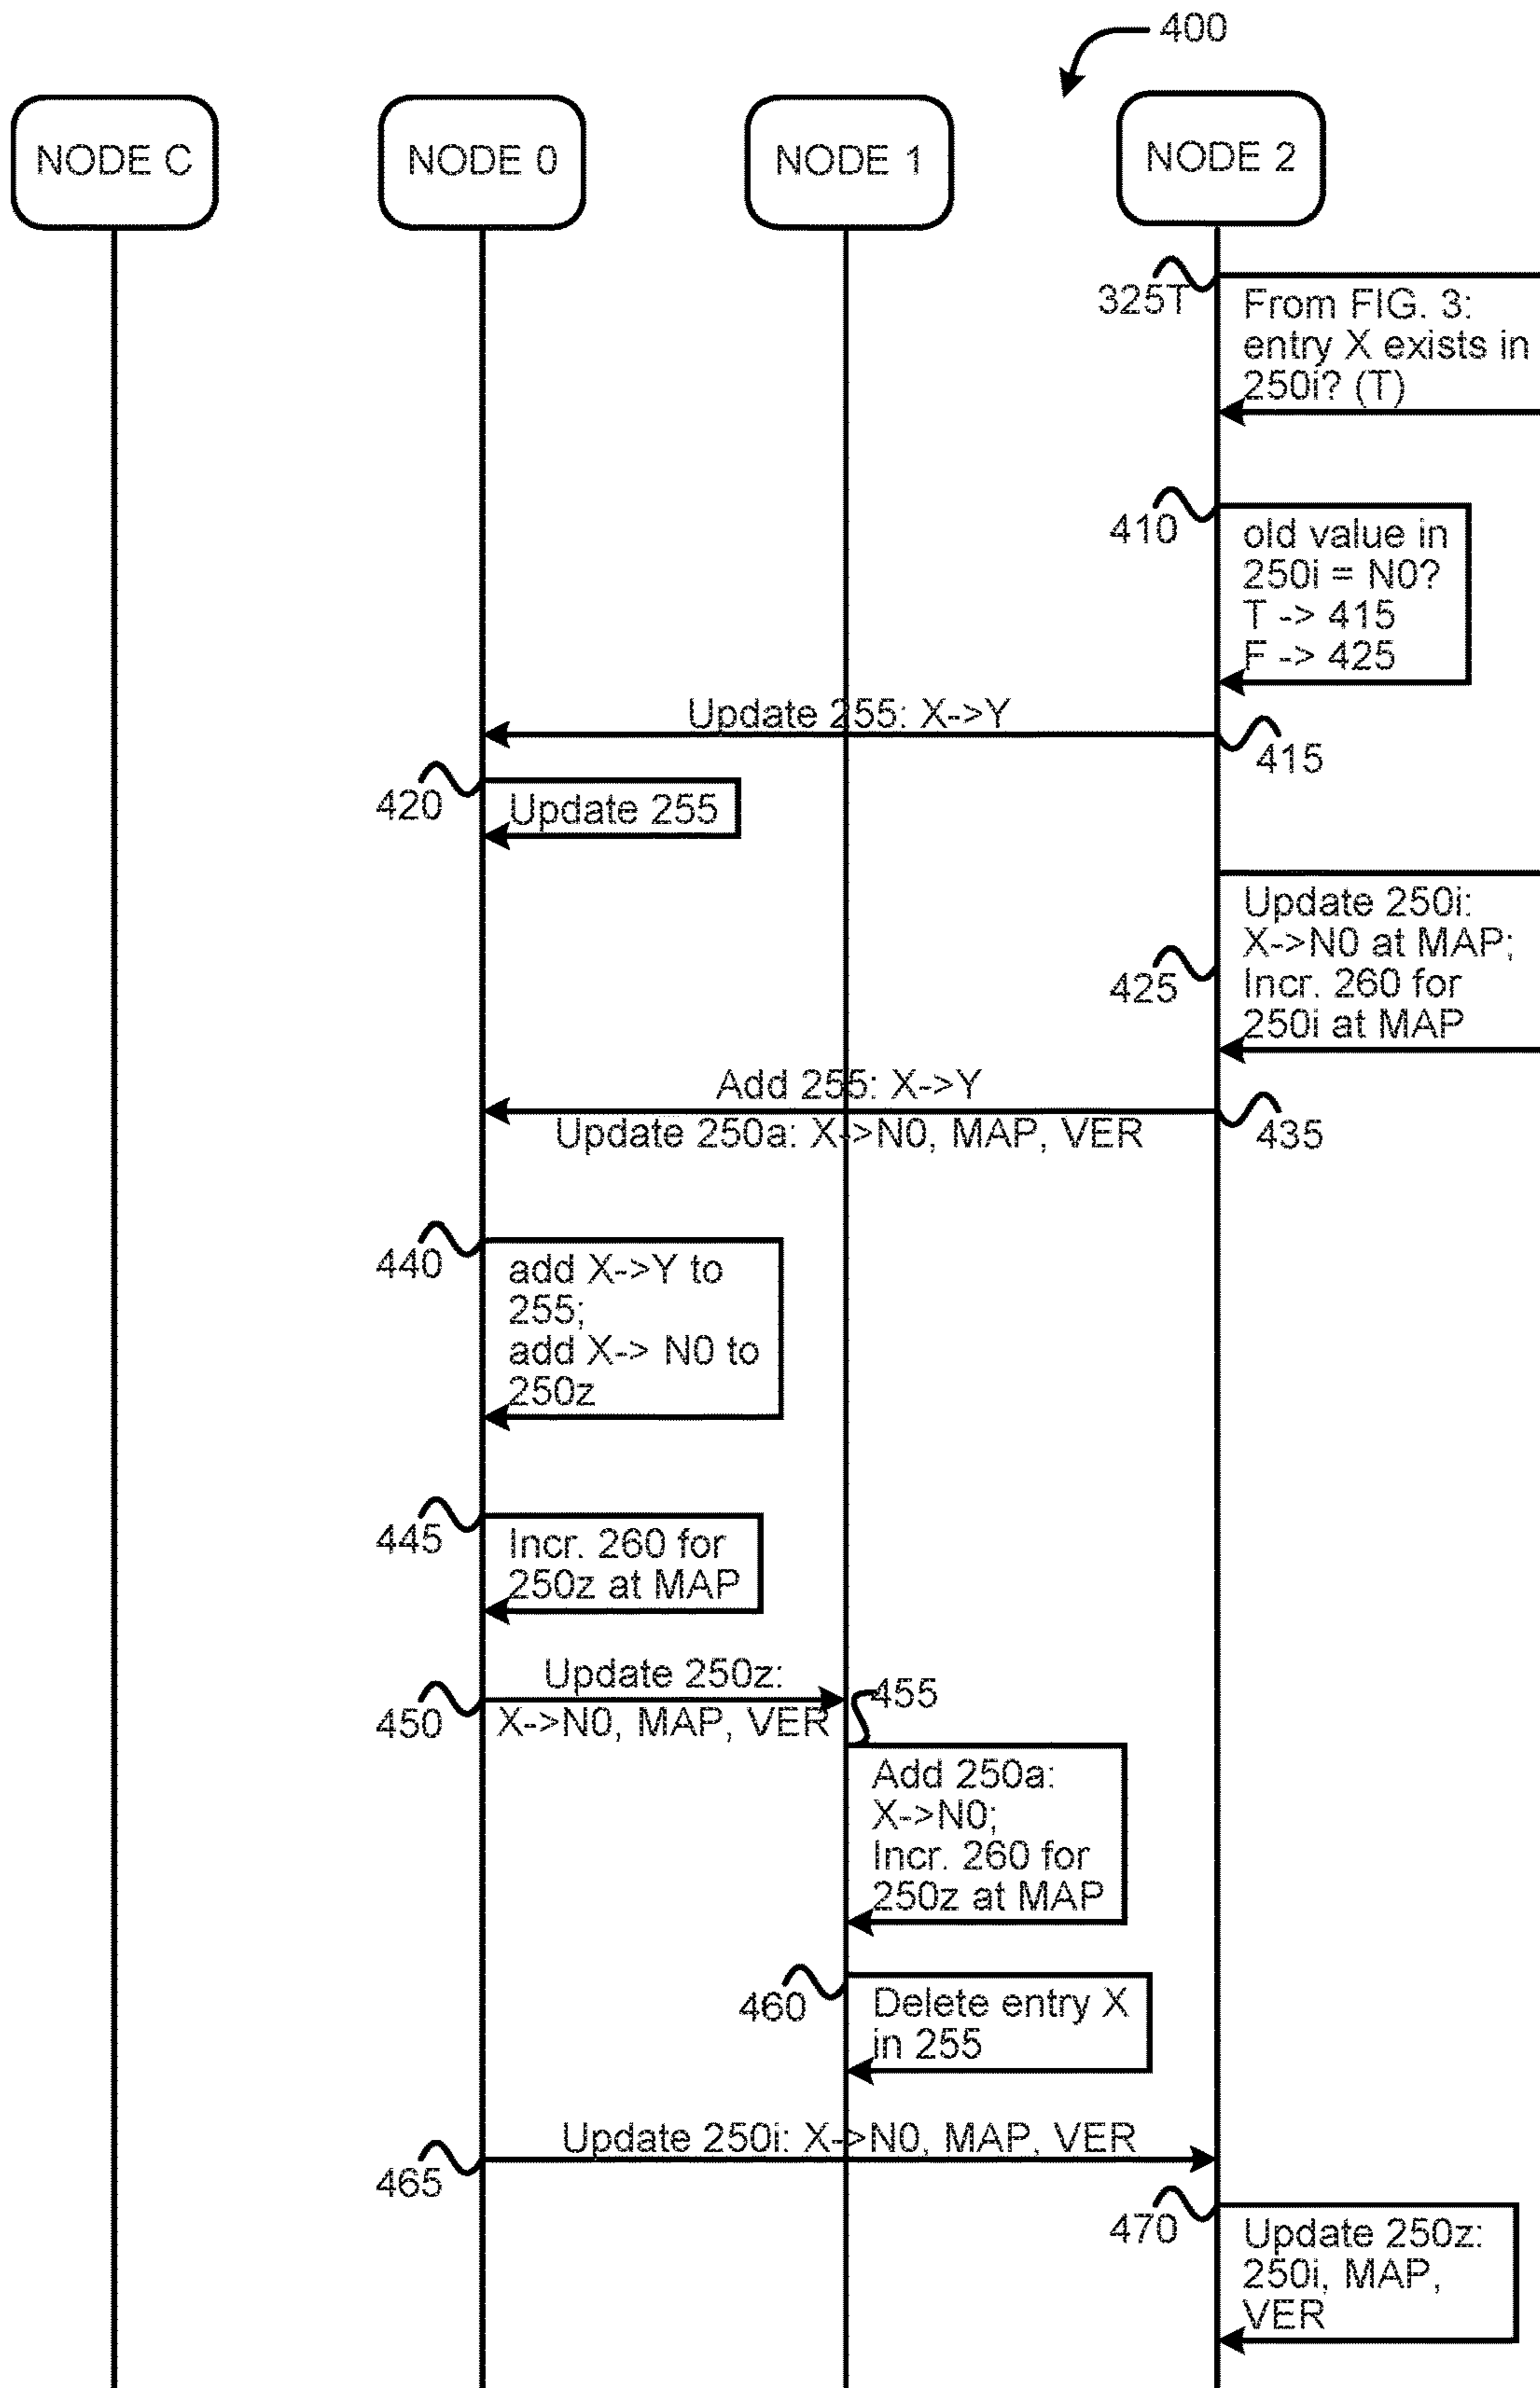 400
NODE C
NODE 0
NODE 1
NODE 2
325T
From FIG. 3:
entry X exists in
250i? (T)
410
old value in
250i = N0?
T -> 415
F -> 425
Update 255: X->Y
415
420
Update 255
425
Update 250i:
X->N0 at MAP;
Incr. 260 for
250i at MAP
Add 255: X->Y
Update 250a: X->N0, MAP, VER
435
440
add X->Y to
255;
add X-> N0 to
250z
445
Incr. 260 for
250z at MAP
Update 250z:
450
X->N0, MAP, VER
455
Add 250a:
X->N0;
Incr. 260 for
250z at MAP
460
Delete entry X
in 255
Update 250i: X->N0, MAP, VER
465
470
Update 250z:
250i, MAP,
VER